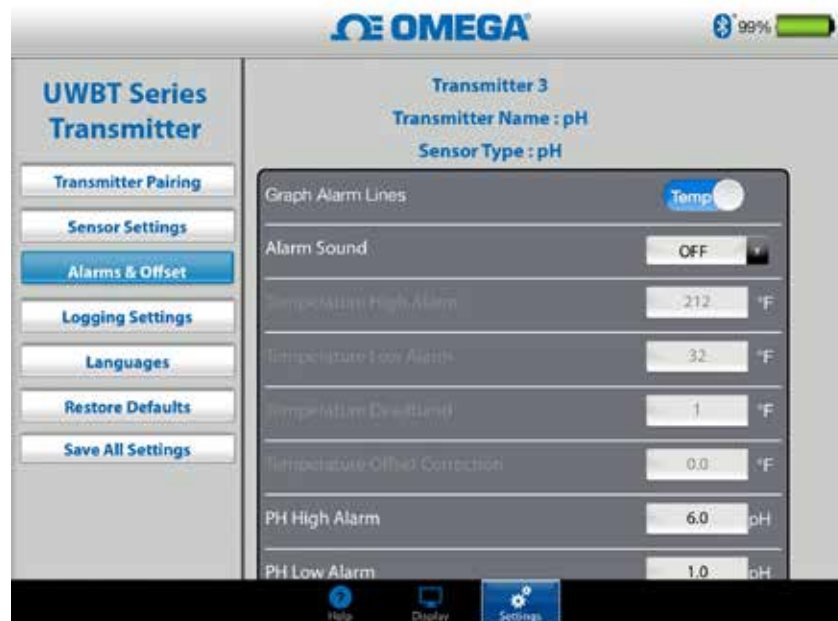 OMEGA
99%
UWBT Series
Transmitter
Transmitter Pairing
Sensor Settings
Alarms & Offset
Logging Settings
Languages
Restore Defaults
Save All Settings
Transmitter 3
Transmitter Name : pH
Sensor Type : pH
Graph Alarm Lines Temp
Alarm Sound OFF
Temperature High Alarm 212 °F
Temperature Low Alarm 32 °F
Temperature Deadband 1 °F
Temperature Offset Correction 0.0 °F
PH High Alarm 6.0 pH
PH Low Alarm 1.0 pH
Help Display Settings